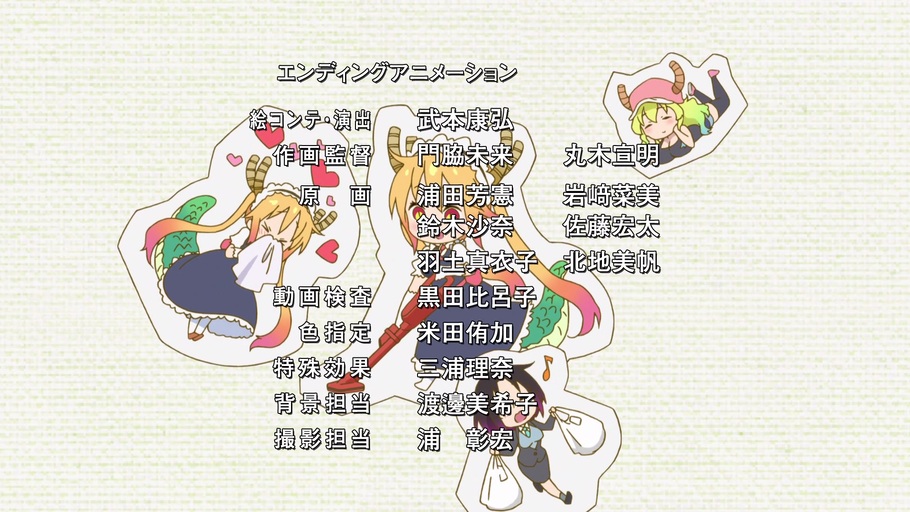 エンディングアニメーション
絵コンテ・演出 武本康弘
作画監督 門脇未来 丸木宣明
原 画 浦田芳憲 岩﨑菜美
鈴木沙奈 佐藤宏太
羽土真衣子 北地美帆
動画検査 黒田比呂子
色指定 米田侑加
特殊効果 三浦理奈
背景担当 渡邊美希子
撮影担当 浦 彰宏